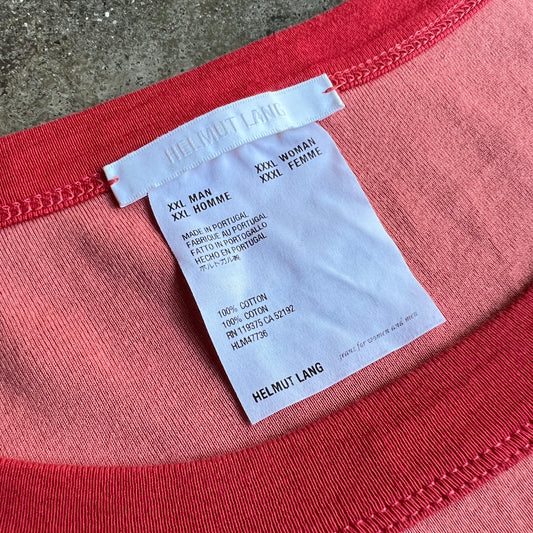 HELMUT LANG
XXL MAN XXXL WOMAN
XXL HOMME XXXL FEMME
MADE IN PORTUGAL
FABRIQUE AU PORTUGAL
FATTO IN PORTOGALLO
HECHO EN PORTUGAL
ポルトガル製
100% COTTON
100% COTON
RN 119375 CA 52192
HLM47736
HELMUT LANG jeans for women and men